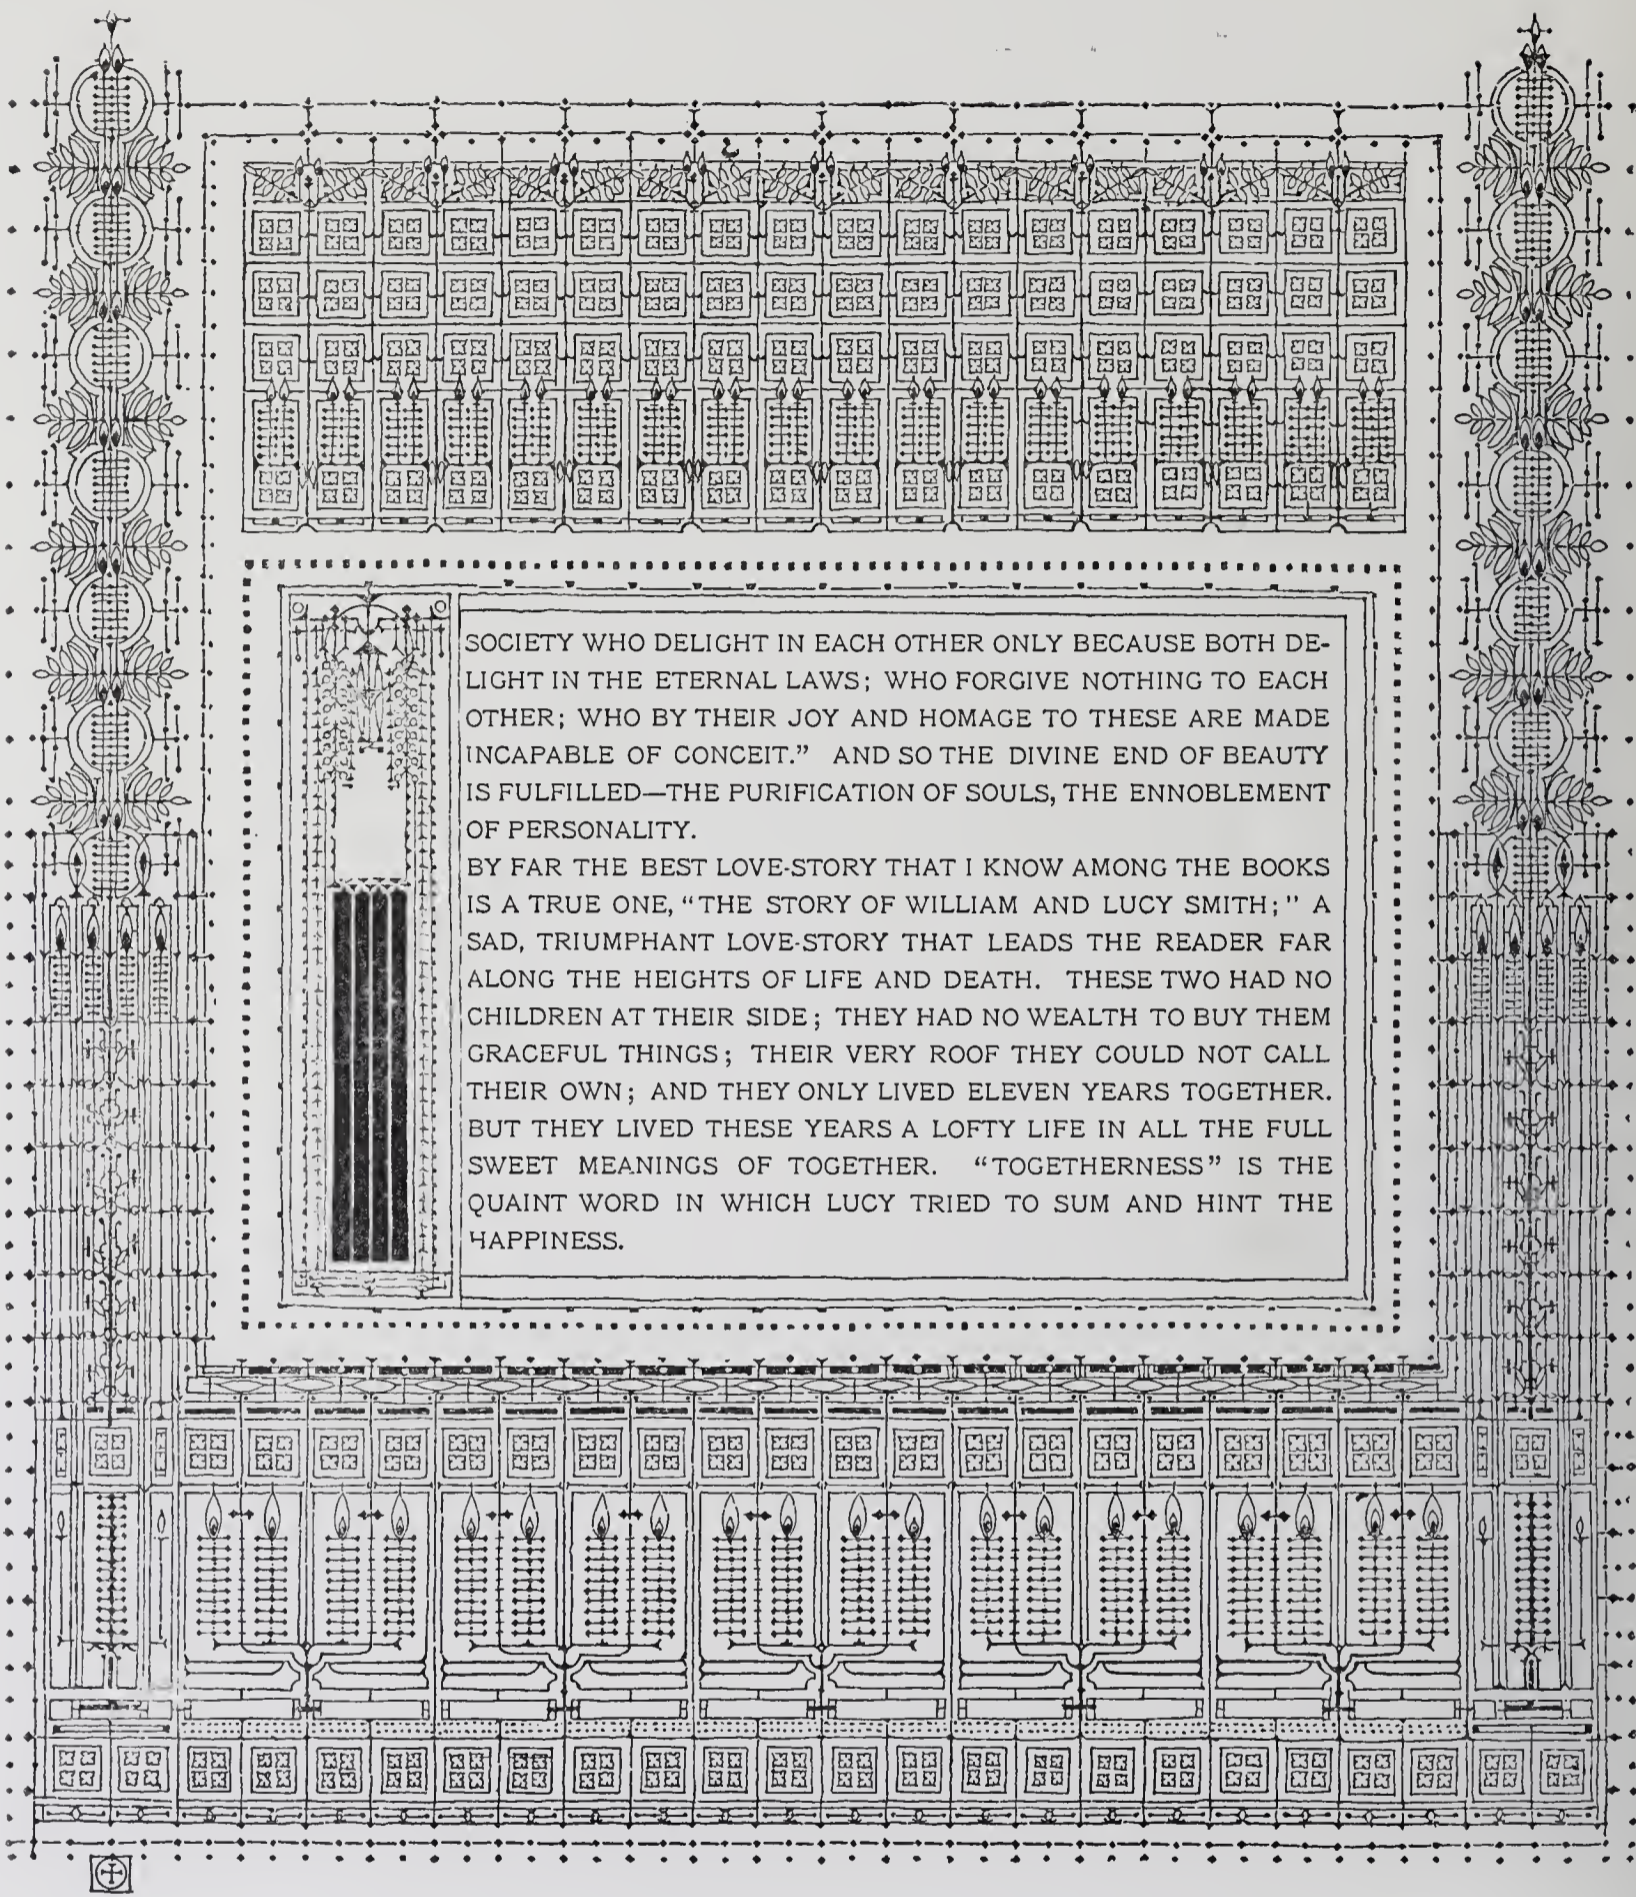 SOCIETY WHO DELIGHT IN EACH OTHER ONLY BECAUSE BOTH DE-
LIGHT IN THE ETERNAL LAWS; WHO FORGIVE NOTHING TO EACH
OTHER; WHO BY THEIR JOY AND HOMAGE TO THESE ARE MADE
INCAPABLE OF CONCEIT.” AND SO THE DIVINE END OF BEAUTY
IS FULFILLED—THE PURIFICATION OF SOULS, THE ENNOBLEMENT
OF PERSONALITY.
BY FAR THE BEST LOVE-STORY THAT I KNOW AMONG THE BOOKS
IS A TRUE ONE, “THE STORY OF WILLIAM AND LUCY SMITH;” A
SAD, TRIUMPHANT LOVE-STORY THAT LEADS THE READER FAR
ALONG THE HEIGHTS OF LIFE AND DEATH. THESE TWO HAD NO
CHILDREN AT THEIR SIDE; THEY HAD NO WEALTH TO BUY THEM
GRACEFUL THINGS; THEIR VERY ROOF THEY COULD NOT CALL
THEIR OWN; AND THEY ONLY LIVED ELEVEN YEARS TOGETHER.
BUT THEY LIVED THESE YEARS A LOFTY LIFE IN ALL THE FULL
SWEET MEANINGS OF TOGETHER. “TOGETHERNESS” IS THE
QUAINT WORD IN WHICH LUCY TRIED TO SUM AND HINT THE
HAPPINESS.